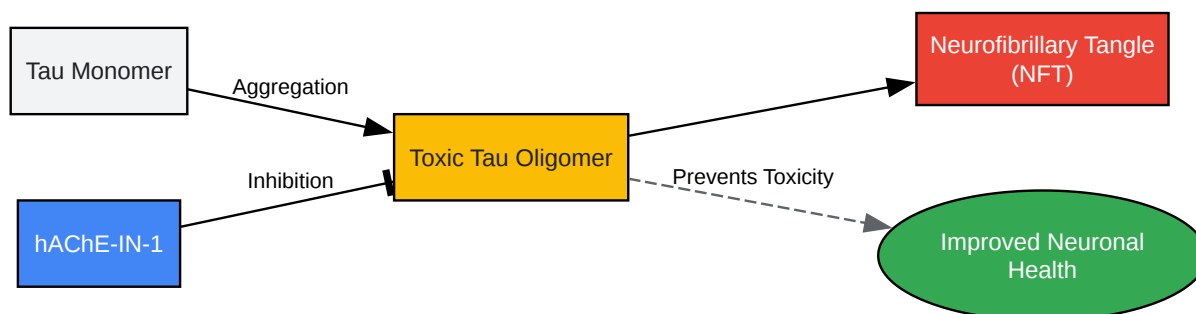 Tau Monomer
Aggregation
hAChE-IN-1
Inhibition
Toxic Tau Oligomer
Neurofibrillary Tangle
(NFT)
Prevents Toxicity
Improved Neuronal
Health